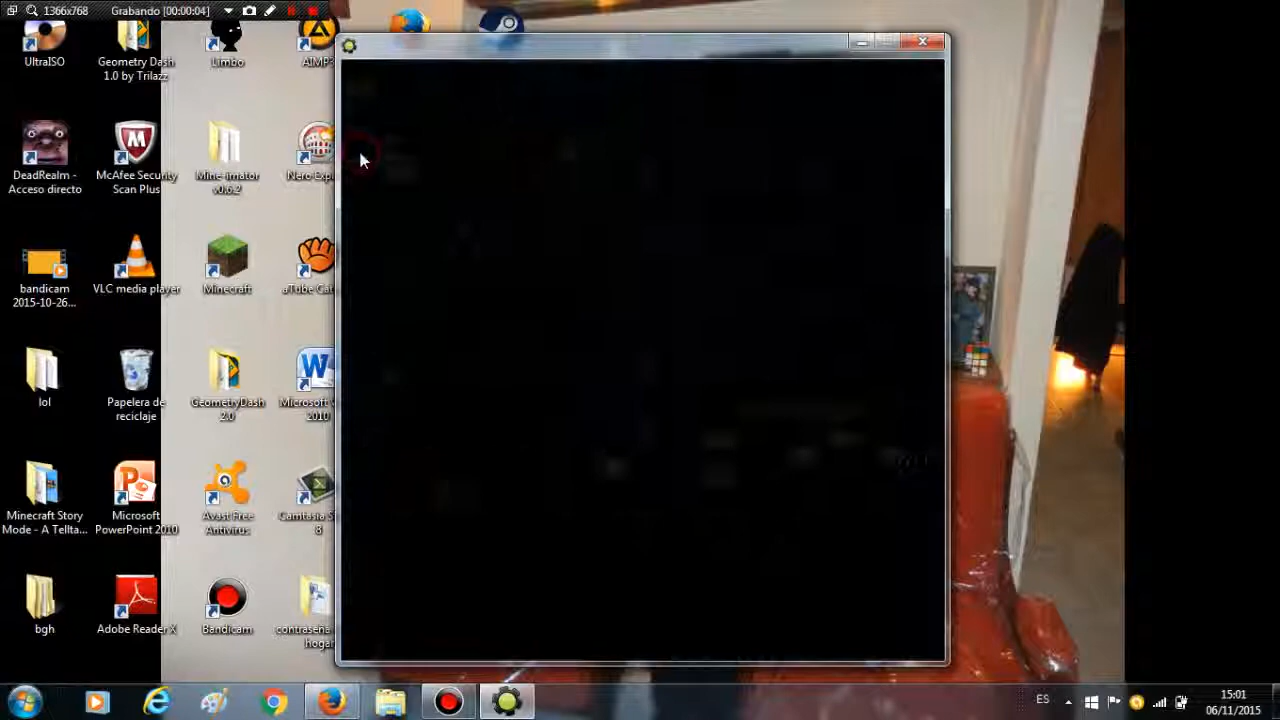 1366x768 Grabando [00:00:04]
UltraISO
Geometry Dash
1.0 by Trilazz
Limbo
AIMP3
DeadRealm -
Acceso directo
McAfee Security
Scan Plus
Mine-imator
v0.6.2
Nero
bandicam
2015-10-26...
VLC media player
Minecraft
aTube
lol
Papelera de
reciclaje
GeometryDash
2.0
Microsoft
2010
Minecraft Story
Mode - A Tellta...
Microsoft
PowerPoint 2010
Avast Free
Antivirus
Camtasia
8
bgh
Adobe Reader X
Bandicam
contraseña
hogar
ES
15:01
06/11/2015